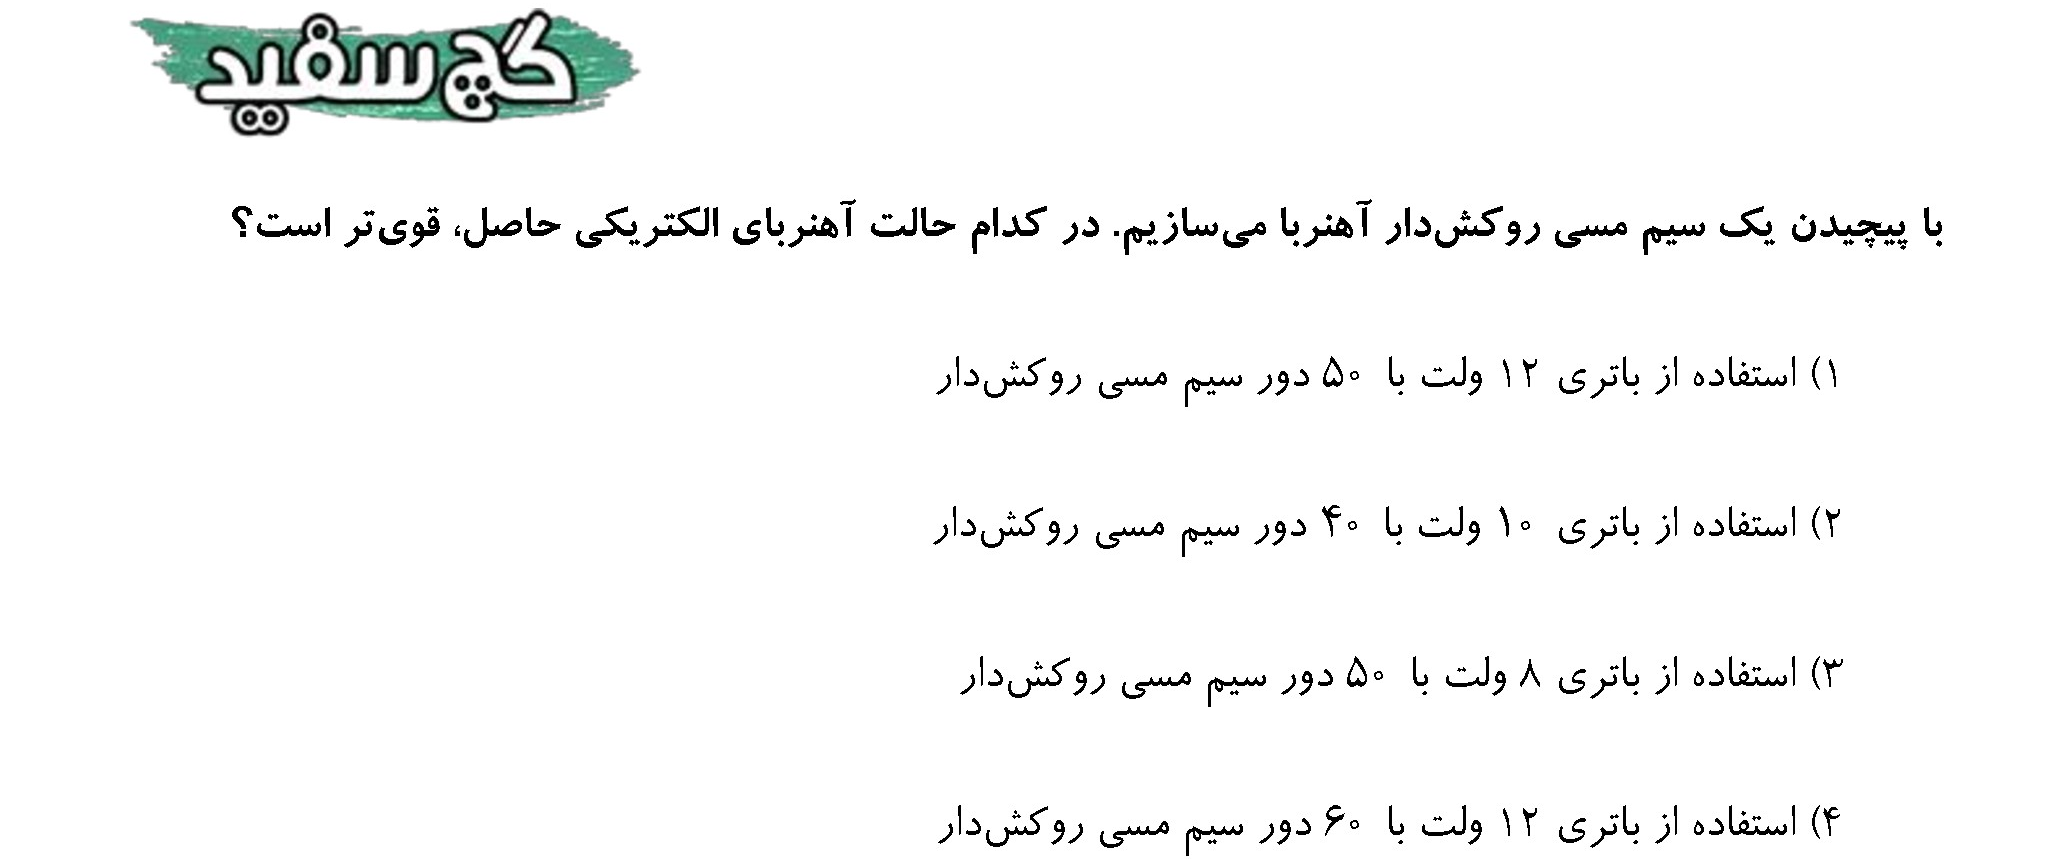 گچ سفید
با پیچیدن یک سیم مسی روکش‌دار آهنربا می‌سازیم. در کدام حالت آهنربای الکتریکی حاصل، قوی‌تر است؟
۱) استفاده از باتری ۱۲ ولت با ۵۰ دور سیم مسی روکش‌دار
۲) استفاده از باتری ۱۰ ولت با ۴۰ دور سیم مسی روکش‌دار
۳) استفاده از باتری ۸ ولت با ۵۰ دور سیم مسی روکش‌دار
۴) استفاده از باتری ۱۲ ولت با ۶۰ دور سیم مسی روکش‌دار